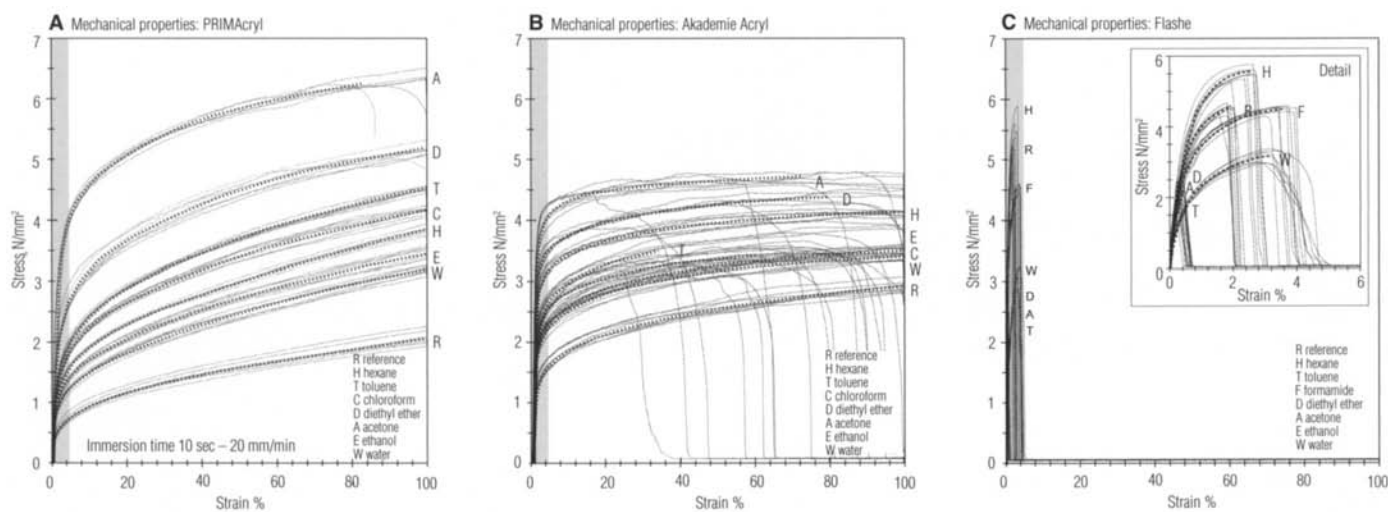 A Mechanical properties: PRIMAcryl
Stress N/mm²
7
6
5
4
3
2
1
0
A
D
T
C
H
E
W
R
R reference
H hexane
T toluene
C chloroform
D diethyl ether
A acetone
E ethanol
W water
Immersion time 10 sec – 20 mm/min
0 20 40 60 80 100
Strain %
B Mechanical properties: Akademie Acryl
Stress N/mm²
7
6
5
4
3
2
1
0
A
D
H
E
T
C
W
R
R reference
H hexane
T toluene
C chloroform
D diethyl ether
A acetone
E ethanol
W water
0 20 40 60 80 100
Strain %
C Mechanical properties: Flashe
Stress N/mm²
7
6
5
4
3
2
1
0
H
R
F
W
D
A
T
Detail
Stress N/mm²
6
4
2
0
H
R F
W
D
A
T
0 2 4 6
Strain %
R reference
H hexane
T toluene
F formamide
D diethyl ether
A acetone
E ethanol
W water
0 20 40 60 80 100
Strain %